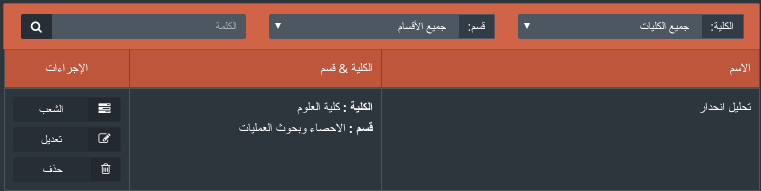 الكلية: جميع الكليات
قسم: جميع الأقسام
الكلمة
الاسم
الكلية & قسم
الإجراءات
تحليل انحدار
الكلية : كلية العلوم
قسم : الاحصاء وبحوث العمليات
الشعب
تعديل
حذف